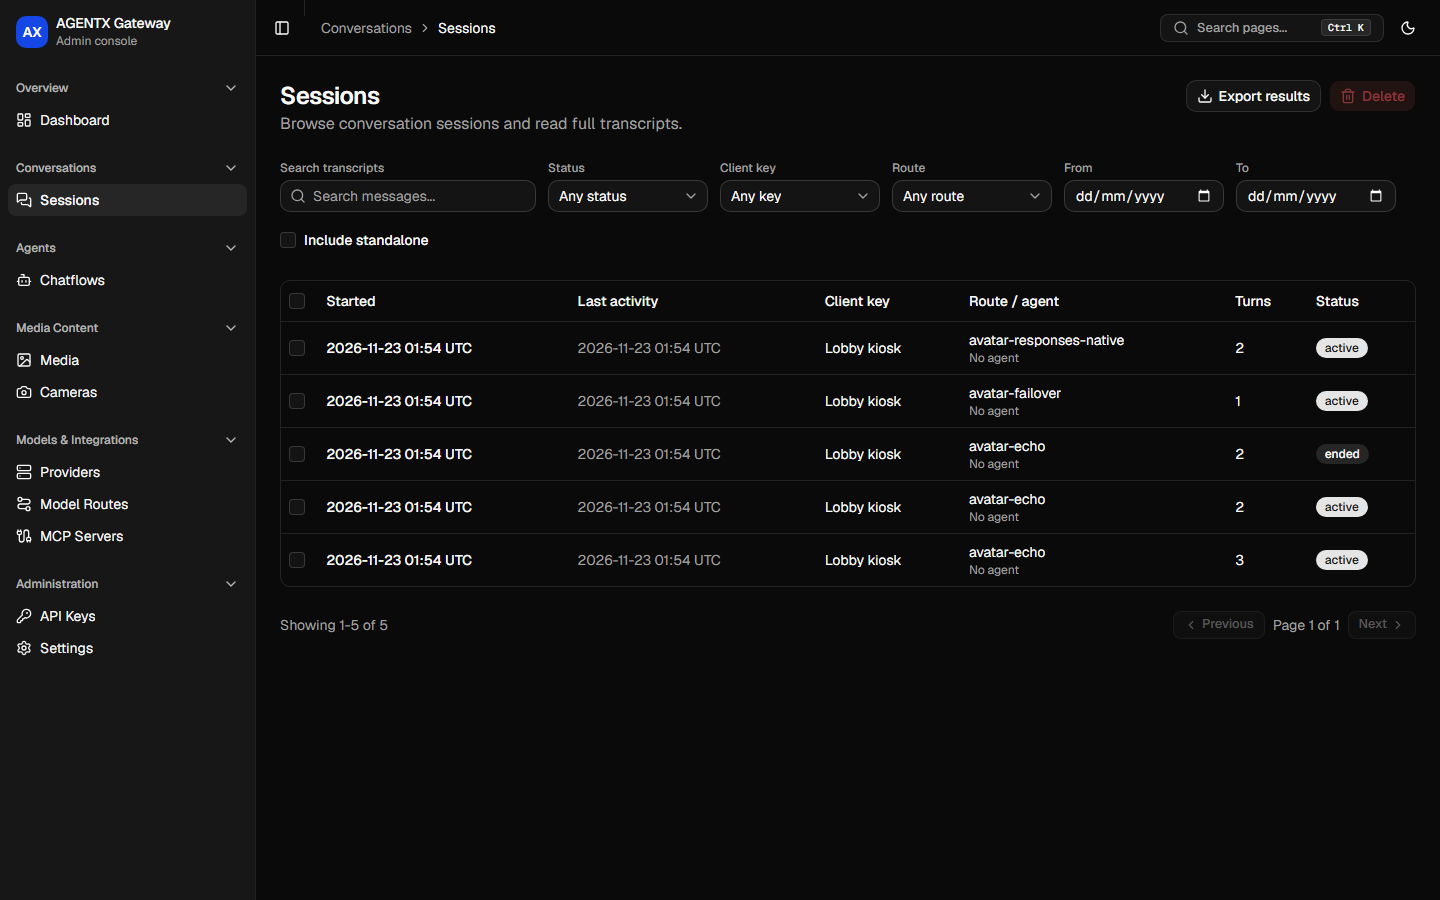 AX
AGENTX Gateway
Admin console
Overview
Dashboard
Conversations
Sessions
Agents
Chatflows
Media Content
Media
Cameras
Models & Integrations
Providers
Model Routes
MCP Servers
Administration
API Keys
Settings
Conversations > Sessions
Search pages... Ctrl K
Sessions
Browse conversation sessions and read full transcripts.
Export results Delete
Search transcripts Status Client key Route From To
Search messages... Any status Any key Any route dd/mm/yyyy dd/mm/yyyy
Include standalone
Started Last activity Client key Route / agent Turns Status
2026-11-23 01:54 UTC 2026-11-23 01:54 UTC Lobby kiosk avatar-responses-native 2 active
No agent
2026-11-23 01:54 UTC 2026-11-23 01:54 UTC Lobby kiosk avatar-failover 1 active
No agent
2026-11-23 01:54 UTC 2026-11-23 01:54 UTC Lobby kiosk avatar-echo 2 ended
No agent
2026-11-23 01:54 UTC 2026-11-23 01:54 UTC Lobby kiosk avatar-echo 2 active
No agent
2026-11-23 01:54 UTC 2026-11-23 01:54 UTC Lobby kiosk avatar-echo 3 active
No agent
Showing 1-5 of 5
Previous Page 1 of 1 Next